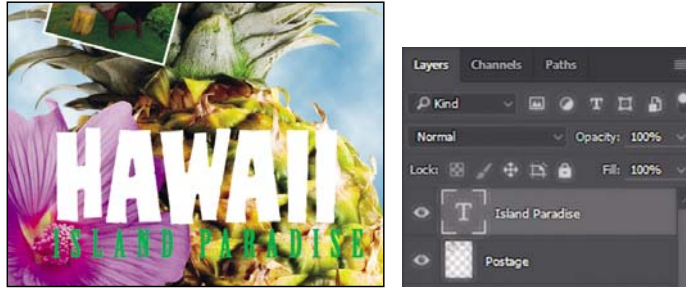 HAWAII
ISLAND PARADISE
Layers Channels Paths
Kind
Normal Opacity: 100%
Lock: Fill: 100%
T Island Paradise
Postage